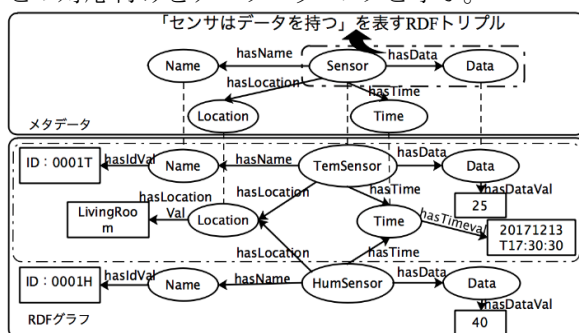 「センサはデータを持つ」を表すRDFトリプル
hasName
Sensor
hasData
Name
Data
hasLocation
hasTime
Location
Time
メタデータ
ID：0001T
hasIdVal
Name
hasName
TemSensor
hasData
Data
hasLocation
Val
hasLocation
hasTime
hasDataVal
25
LivingRoo
m
Location
Time
hasTimeval
20171213
T17:30:30
hasLocation
hasTime
ID：0001H
hasIdVal
Name
hasName
HumSensor
hasData
Data
hasDataVal
RDFグラフ
40